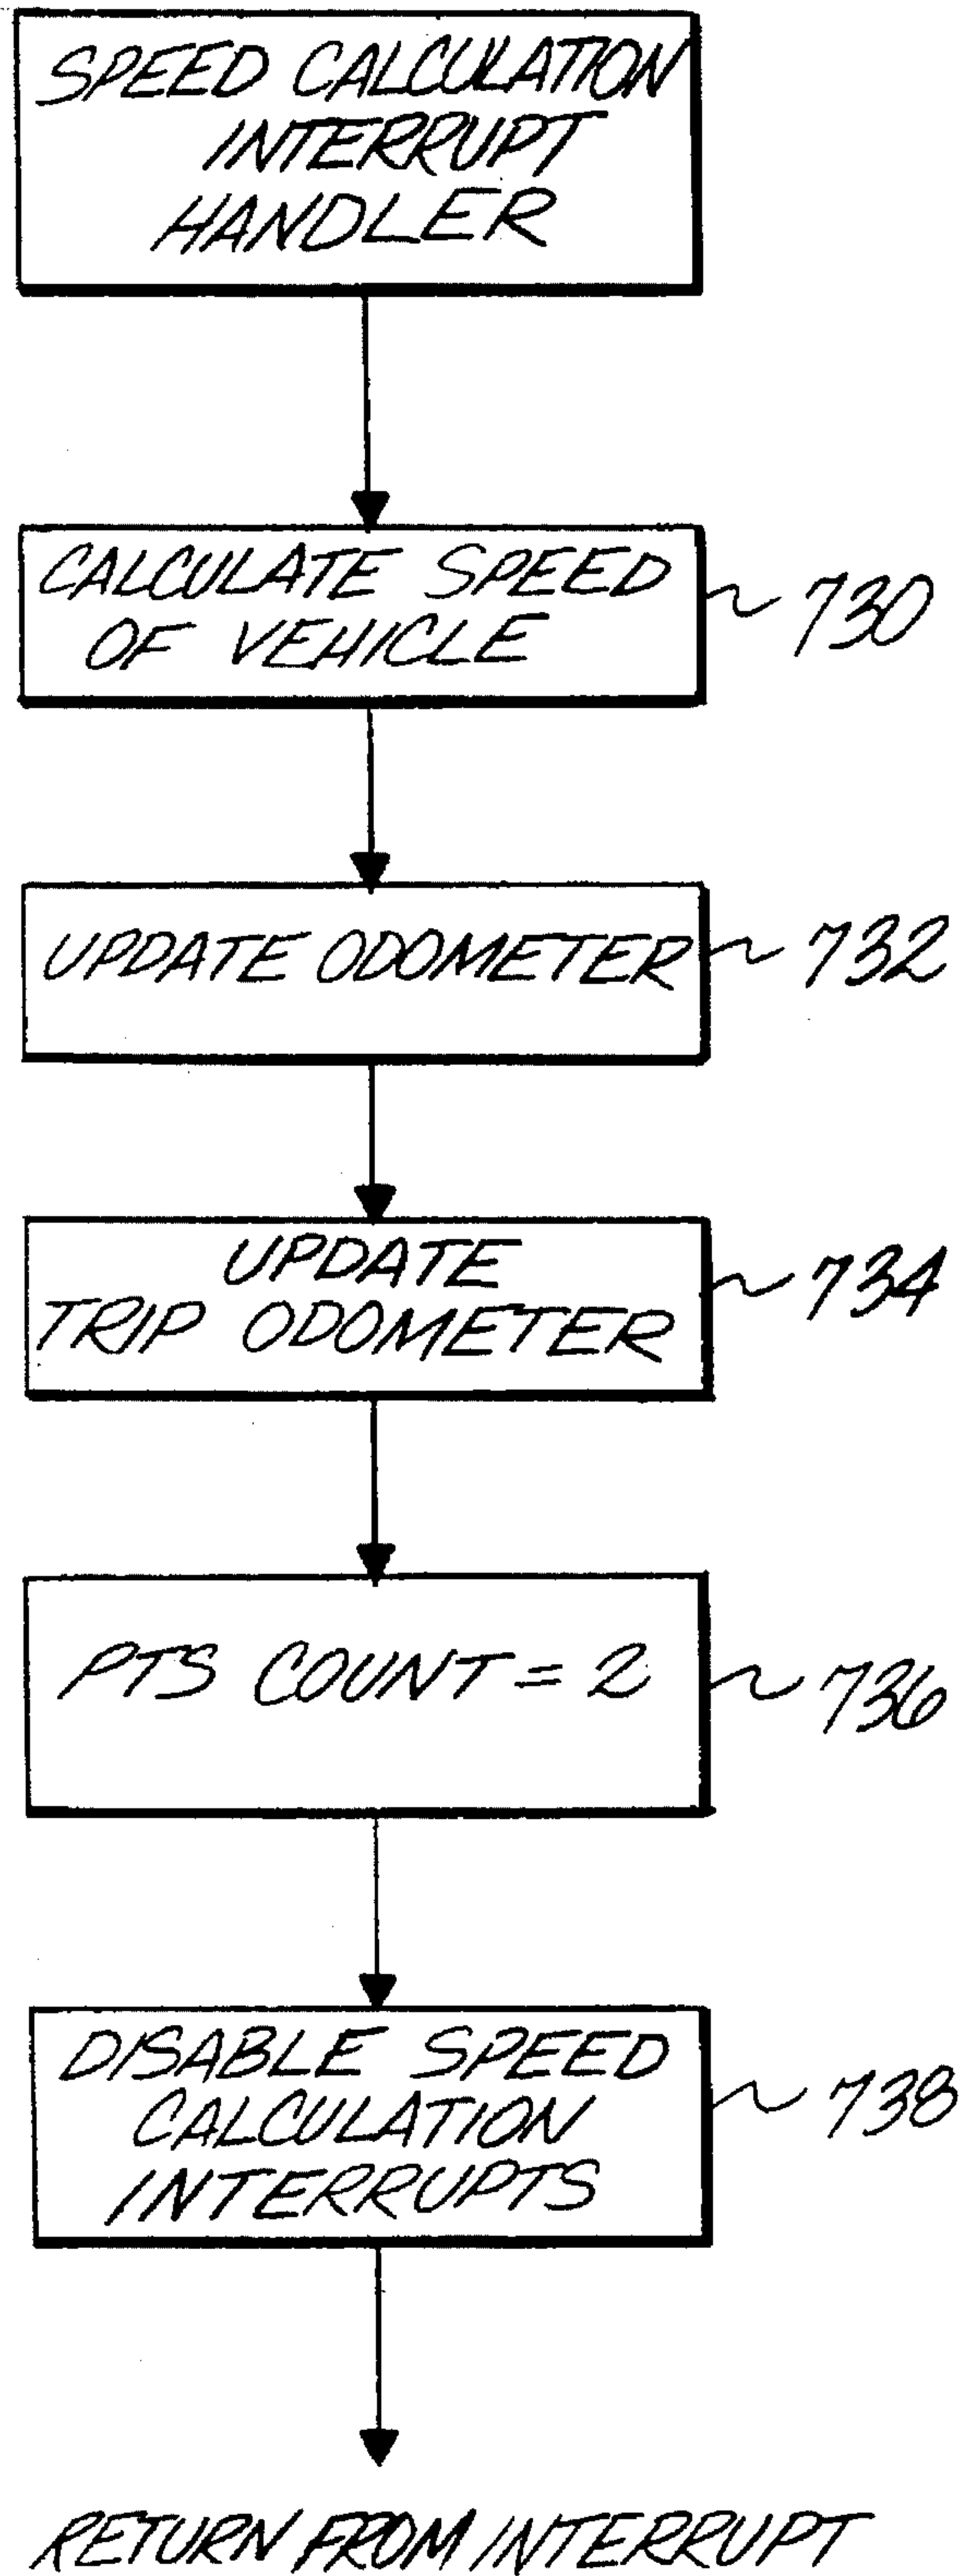 SPEED CALCULATION
INTERRUPT
HANDLER
CALCULATE SPEED
OF VEHICLE
730
UPDATE ODOMETER
732
UPDATE
TRIP ODOMETER
734
PTS COUNT = 2
736
DISABLE SPEED
CALCULATION
INTERRUPTS
738
RETURN FROM INTERRUPT